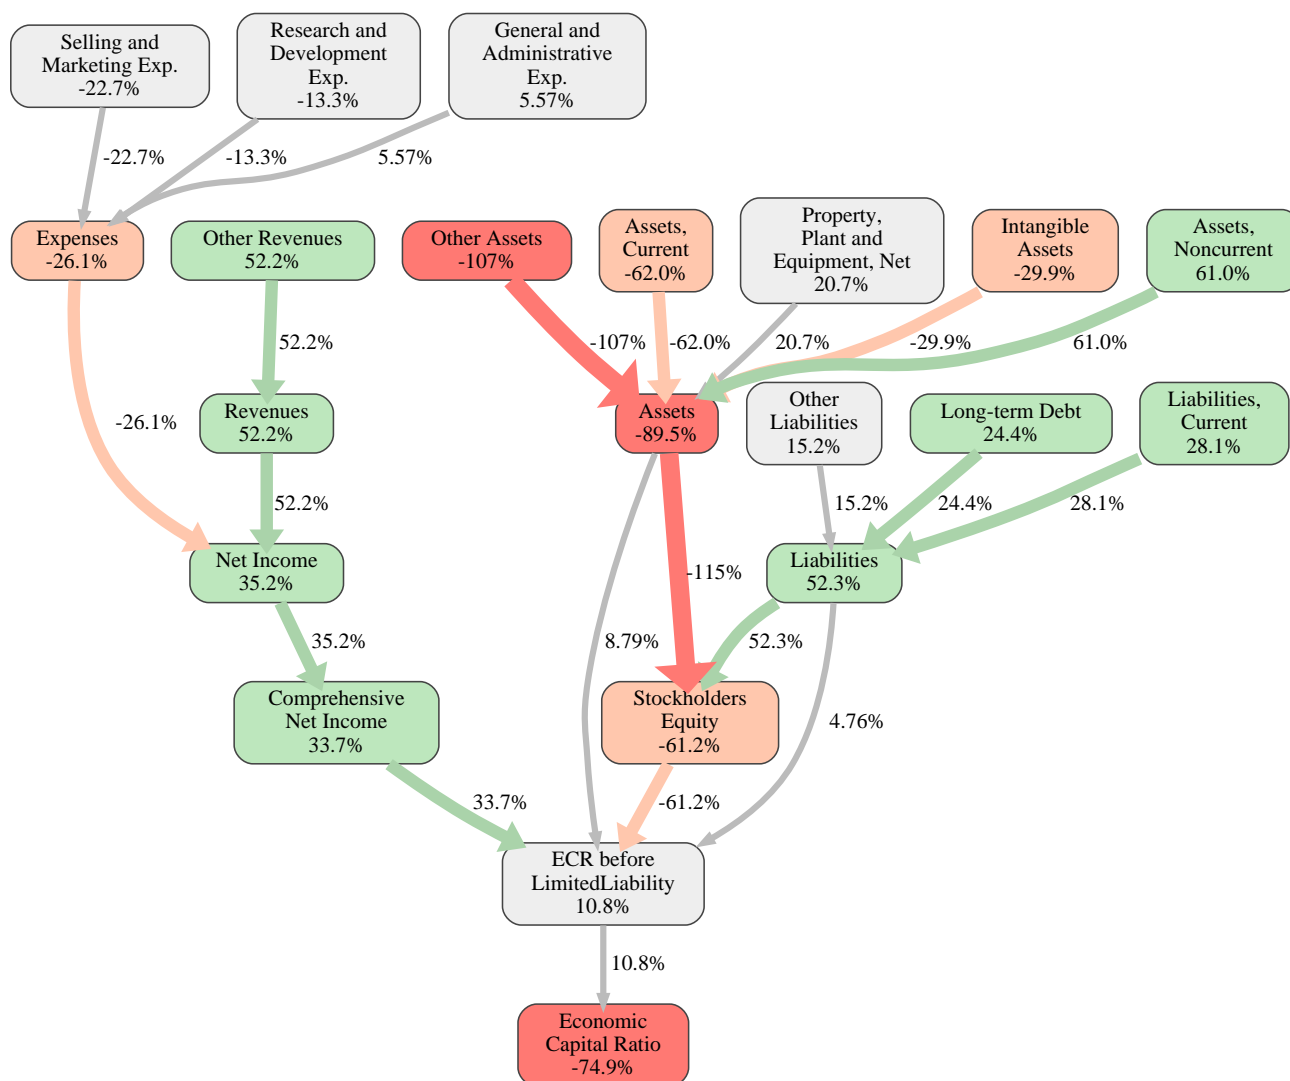 Selling and
Marketing Exp.
-22.7%
Research and
Development
Exp.
-13.3%
General and
Administrative
Exp.
5.57%
-22.7%
-13.3%
5.57%
Expenses
-26.1%
Other Revenues
52.2%
Other Assets
-107%
Assets,
Current
-62.0%
Property,
Plant and
Equipment, Net
20.7%
Intangible
Assets
-29.9%
Assets,
Noncurrent
61.0%
52.2%
-107%
-62.0%
20.7%
-29.9%
61.0%
-26.1%
Revenues
52.2%
Assets
-89.5%
Other
Liabilities
15.2%
Long-term Debt
24.4%
Liabilities,
Current
28.1%
52.2%
15.2%
24.4%
28.1%
Net Income
35.2%
-115%
Liabilities
52.3%
35.2%
8.79%
52.3%
4.76%
Comprehensive
Net Income
33.7%
Stockholders
Equity
-61.2%
33.7%
-61.2%
ECR before
LimitedLiability
10.8%
10.8%
Economic
Capital Ratio
-74.9%